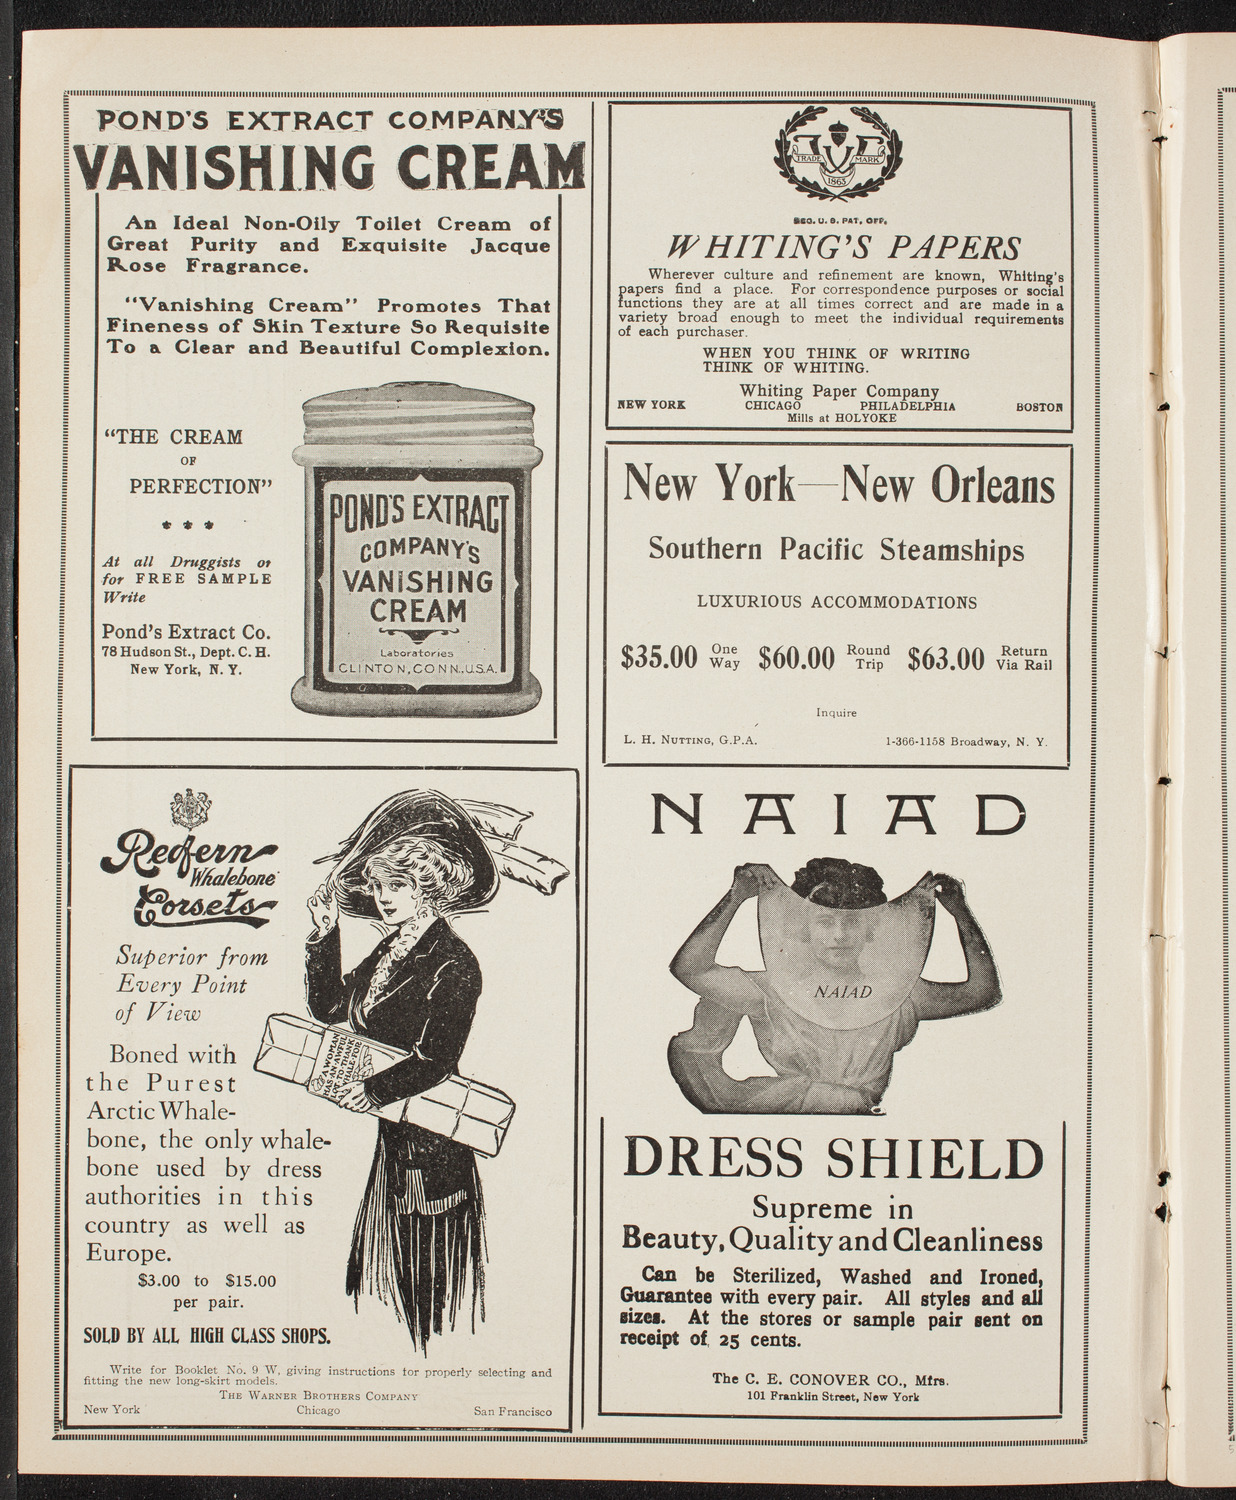 POND'S EXTRACT COMPANY'S
VANISHING CREAM
An Ideal Non-Oily Toilet Cream of
Great Purity and Exquisite Jacque
Rose Fragrance.
"Vanishing Cream" Promotes That
Fineness of Skin Texture So Requisite
To a Clear and Beautiful Complexion.
"THE CREAM
OF
PERFECTION"
* * *
At all Druggists or
for FREE SAMPLE
Write
Pond's Extract Co.
78 Hudson St., Dept. C. H.
New York, N. Y.
POND'S EXTRACT
COMPANY'S
VANISHING
CREAM
Laboratories
CLINTON, CONN., U.S.A.
Redfern
Whalebone
Corsets
Superior from
Every Point
of View
Boned with
the Purest
Arctic Whale-
bone, the only whale-
bone used by dress
authorities in this
country as well as
Europe.
$3.00 to $15.00
per pair.
SOLD BY ALL HIGH CLASS SHOPS.
A WOMAN
HAS AN AWFUL
LOT TO THANK
A WHALE FOR
Write for Booklet No. 9 W, giving instructions for properly selecting and
fitting the new long-skirt models.
THE WARNER BROTHERS COMPANY
New York Chicago San Francisco
TRADE MARK
1865
REG. U. S. PAT. OFF.
WHITING'S PAPERS
Wherever culture and refinement are known, Whiting's
papers find a place. For correspondence purposes or social
functions they are at all times correct and are made in a
variety broad enough to meet the individual requirements
of each purchaser.
WHEN YOU THINK OF WRITING
THINK OF WHITING.
Whiting Paper Company
NEW YORK CHICAGO PHILADELPHIA BOSTON
Mills at HOLYOKE
New York—New Orleans
Southern Pacific Steamships
LUXURIOUS ACCOMMODATIONS
$35.00 One Way $60.00 Round Trip $63.00 Return Via Rail
Inquire
L. H. NUTTING, G.P.A. 1-366-1158 Broadway, N. Y.
NAIAD
NAIAD
DRESS SHIELD
Supreme in
Beauty, Quality and Cleanliness
Can be Sterilized, Washed and Ironed,
Guarantee with every pair. All styles and all
sizes. At the stores or sample pair sent on
receipt of 25 cents.
The C. E. CONOVER CO., Mfrs.
101 Franklin Street, New York